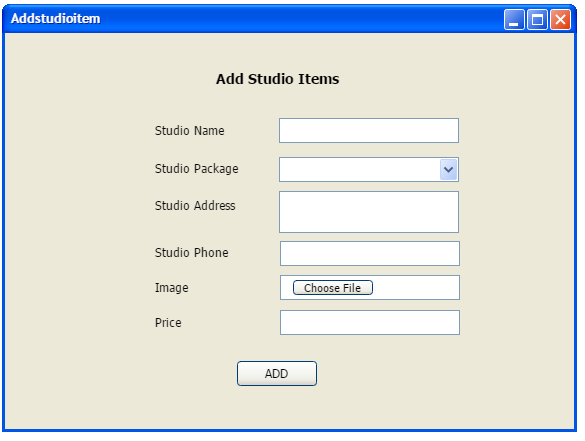 Addstudioitem
Add Studio Items
Studio Name
Studio Package
Studio Address
Studio Phone
Image
Choose File
Price
ADD